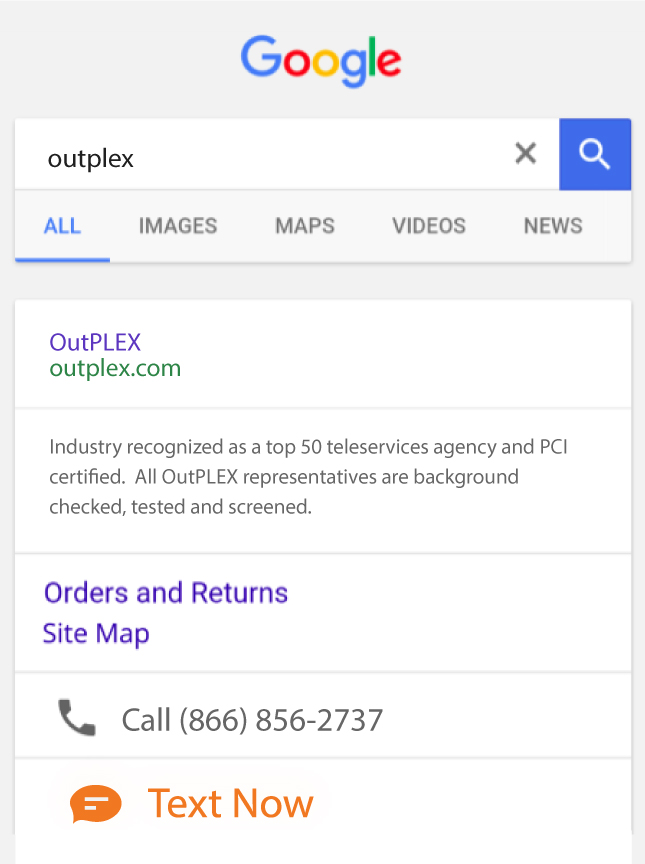 Google
outplex
ALL IMAGES MAPS VIDEOS NEWS
OutPLEX
outplex.com
Industry recognized as a top 50 teleservices agency and PCI
certified.  All OutPLEX representatives are background
checked, tested and screened.
Orders and Returns
Site Map
Call (866) 856-2737
Text Now